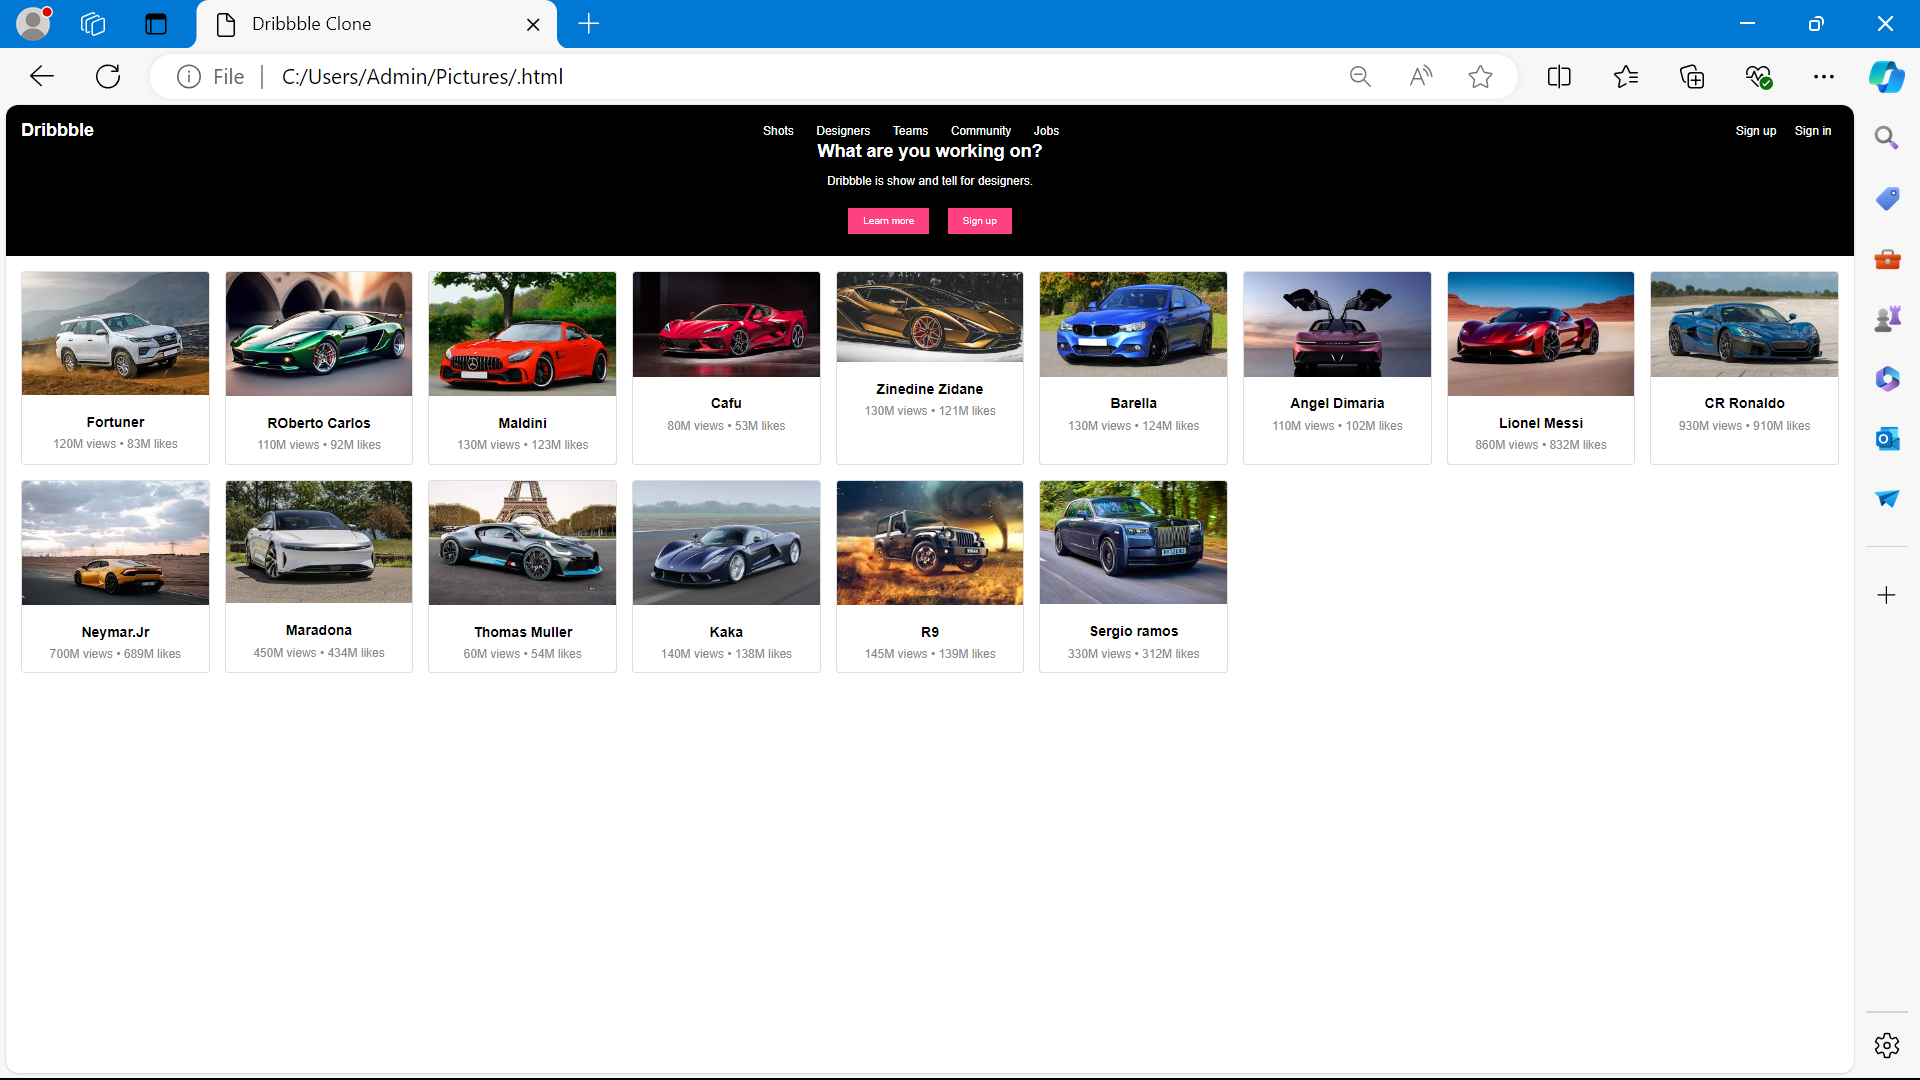 Dribbble Clone
File
C:/Users/Admin/Pictures/.html
Dribbble
Shots Designers Teams Community Jobs
Sign up Sign in
What are you working on?
Dribbble is show and tell for designers.
Learn more Sign up
Fortuner
120M views • 83M likes
ROberto Carlos
110M views • 92M likes
Maldini
130M views • 123M likes
Cafu
80M views • 53M likes
Zinedine Zidane
130M views • 121M likes
Barella
130M views • 124M likes
Angel Dimaria
110M views • 102M likes
Lionel Messi
860M views • 832M likes
CR Ronaldo
930M views • 910M likes
Neymar.Jr
700M views • 689M likes
Maradona
450M views • 434M likes
Thomas Muller
60M views • 54M likes
Kaka
140M views • 138M likes
R9
145M views • 139M likes
Sergio ramos
330M views • 312M likes